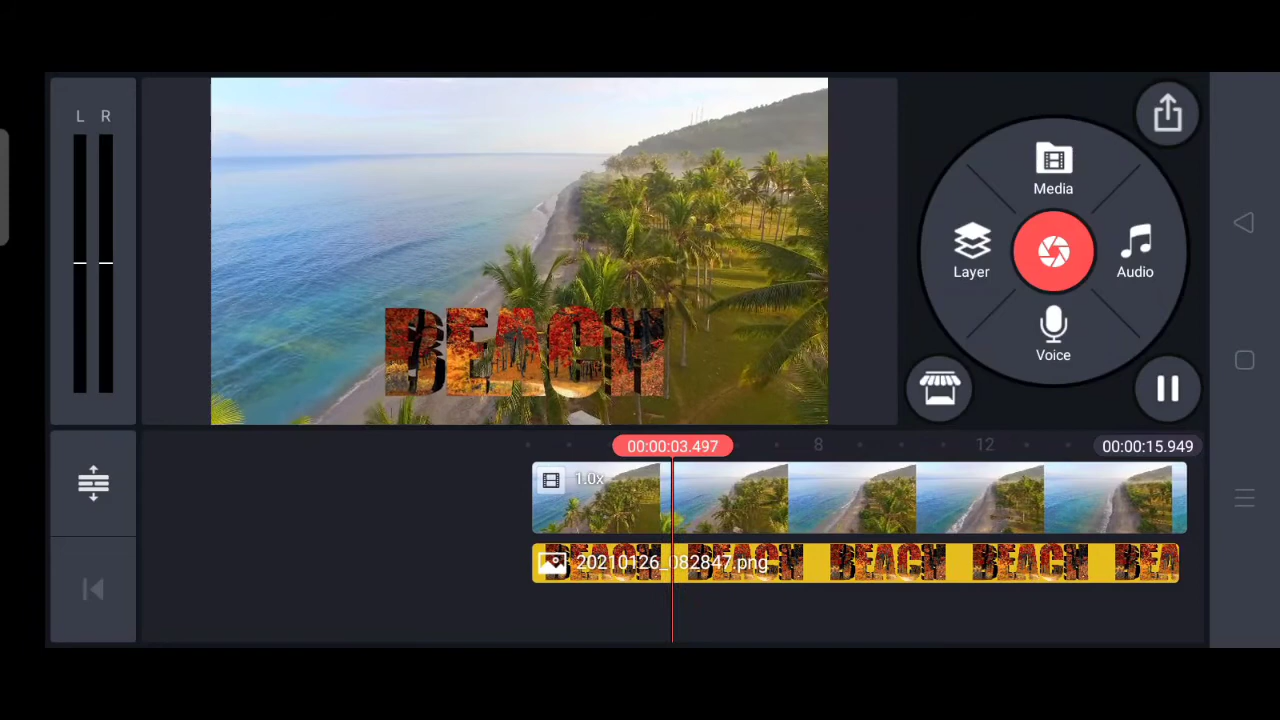 L R
Media
Layer
Audio
Voice
BEACH
00:00:03.497
8
12
00:00:15.949
1.0x
BEACH BEACH BEACH BEACH BEA
20210126_082847.png